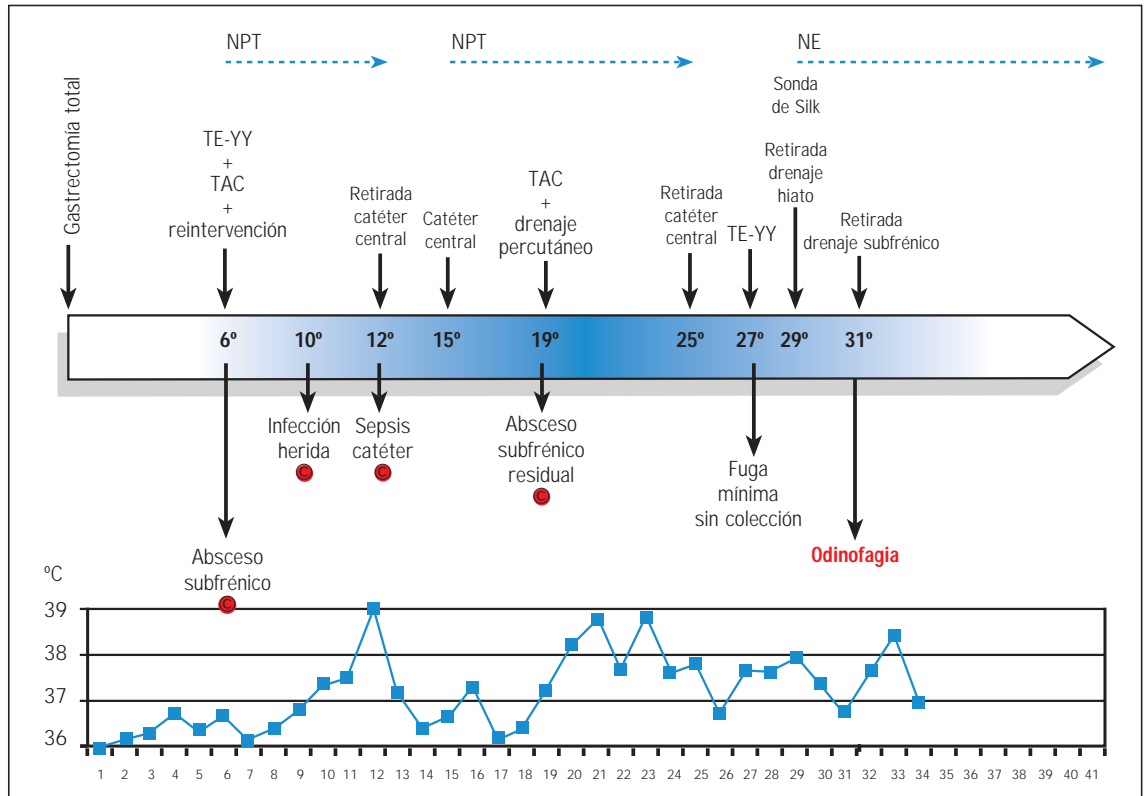 NPT
NPT
NE
Gastrectomía total
TE-YY
+
TAC
+
reintervención
Retirada
catéter
central
Catéter
central
TAC
+
drenaje
percutáneo
Retirada
catéter
central
TE-YY
Sonda
de Silk
Retirada
drenaje
hiato
Retirada
drenaje subfrénico
6º 10º 12º 15º 19º 25º 27º 29º 31º
Infección
herida
C
Sepsis
catéter
C
Absceso
subfrénico
residual
C
Fuga
mínima
sin colección
Odinofagia
Absceso
subfrénico
C
ºC
39
38
37
36
1 2 3 4 5 6 7 8 9 10 11 12 13 14 15 16 17 18 19 20 21 22 23 24 25 26 27 28 29 30 31 32 33 34 35 36 37 38 39 40 41